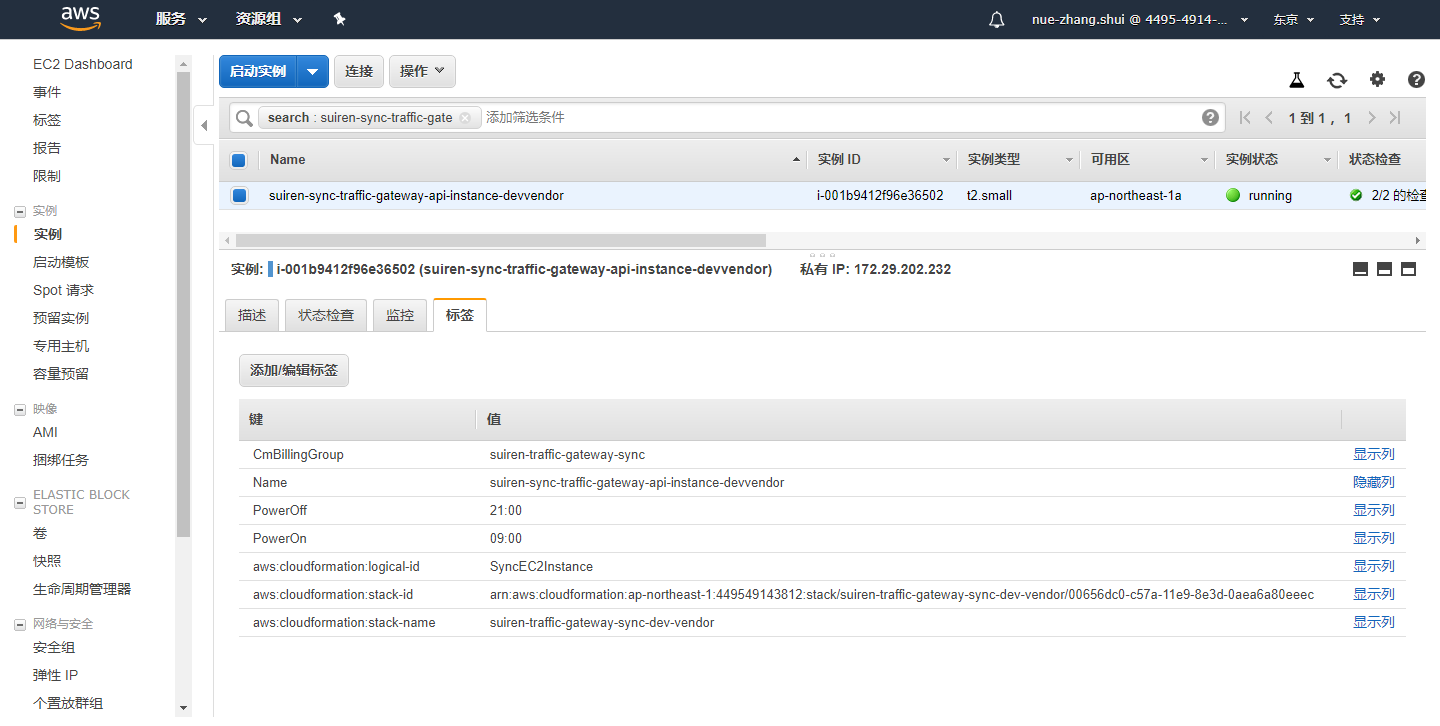 aws 服务 资源组 nue-zhang.shui @ 4495-4914-... 东京 支持
EC2 Dashboard
事件
标签
报告
限制
实例
实例
启动模板
Spot 请求
预留实例
专用主机
容量预留
映像
AMI
捆绑任务
ELASTIC BLOCK
STORE
卷
快照
生命周期管理器
网络与安全
安全组
弹性 IP
个置放群组
启动实例 连接 操作
search : suiren-sync-traffic-gate 添加筛选条件 1 到 1， 1
Name 实例 ID 实例类型 可用区 实例状态 状态检查
suiren-sync-traffic-gateway-api-instance-devvendor i-001b9412f96e36502 t2.small ap-northeast-1a running 2/2 的检查
实例: i-001b9412f96e36502 (suiren-sync-traffic-gateway-api-instance-devvendor) 私有 IP: 172.29.202.232
描述 状态检查 监控 标签
添加/编辑标签
键 值
CmBillingGroup suiren-traffic-gateway-sync 显示列
Name suiren-sync-traffic-gateway-api-instance-devvendor 隐藏列
PowerOff 21:00 显示列
PowerOn 09:00 显示列
aws:cloudformation:logical-id SyncEC2Instance 显示列
aws:cloudformation:stack-id arn:aws:cloudformation:ap-northeast-1:449549143812:stack/suiren-traffic-gateway-sync-dev-vendor/00656dc0-c57a-11e9-8e3d-0aea6a80eeec 显示列
aws:cloudformation:stack-name suiren-traffic-gateway-sync-dev-vendor 显示列